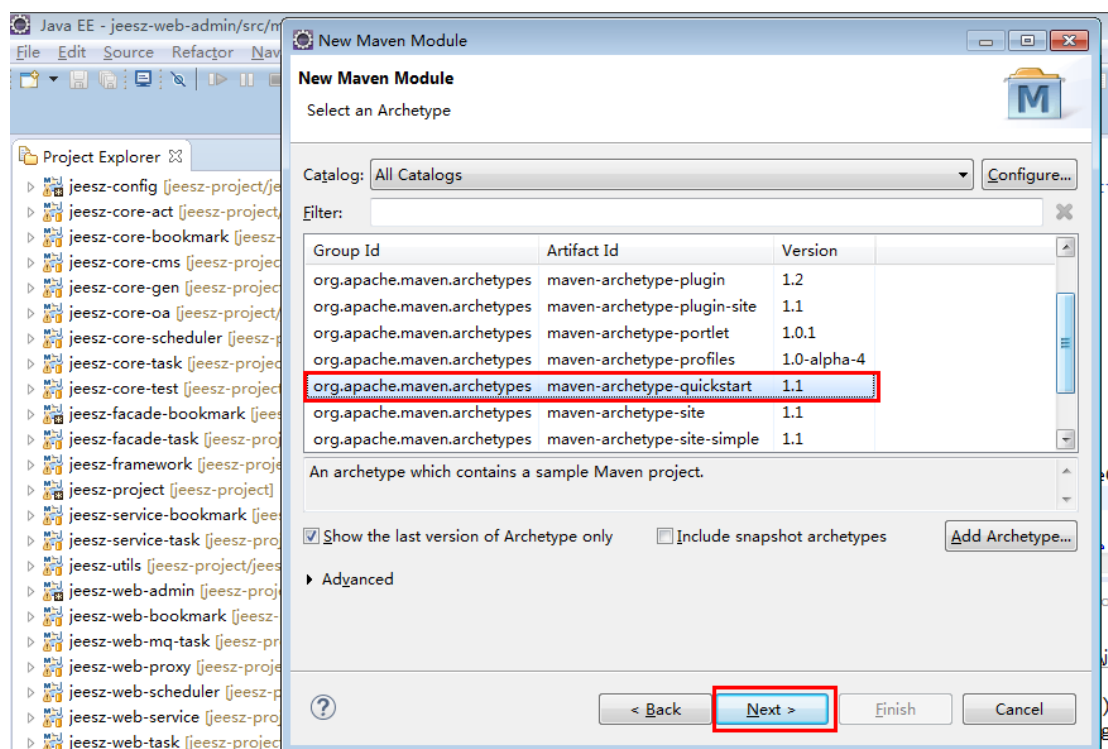 Java EE - jeesz-web-admin/src/m
File Edit Source Refactor Nav
Project Explorer
jeesz-config [jeesz-project/je
jeesz-core-act [jeesz-project/
jeesz-core-bookmark [jeesz-
jeesz-core-cms [jeesz-projec
jeesz-core-gen [jeesz-projec
jeesz-core-oa [jeesz-project/
jeesz-core-scheduler [jeesz-p
jeesz-core-task [jeesz-projec
jeesz-core-test [jeesz-project
jeesz-facade-bookmark [jees
jeesz-facade-task [jeesz-proj
jeesz-framework [jeesz-proje
jeesz-project [jeesz-project]
jeesz-service-bookmark [jee
jeesz-service-task [jeesz-proj
jeesz-utils [jeesz-project/jees
jeesz-web-admin [jeesz-proj
jeesz-web-bookmark [jeesz-
jeesz-web-mq-task [jeesz-pr
jeesz-web-proxy [jeesz-proje
jeesz-web-scheduler [jeesz-p
jeesz-web-service [jeesz-proj
jeesz-web-task [jeesz-project
New Maven Module
New Maven Module
Select an Archetype
M
Catalog: All Catalogs Configure...
Filter:
Group Id Artifact Id Version
org.apache.maven.archetypes maven-archetype-plugin 1.2
org.apache.maven.archetypes maven-archetype-plugin-site 1.1
org.apache.maven.archetypes maven-archetype-portlet 1.0.1
org.apache.maven.archetypes maven-archetype-profiles 1.0-alpha-4
org.apache.maven.archetypes maven-archetype-quickstart 1.1
org.apache.maven.archetypes maven-archetype-site 1.1
org.apache.maven.archetypes maven-archetype-site-simple 1.1
An archetype which contains a sample Maven project.
Show the last version of Archetype only Include snapshot archetypes Add Archetype...
Advanced
? < Back Next > Finish Cancel